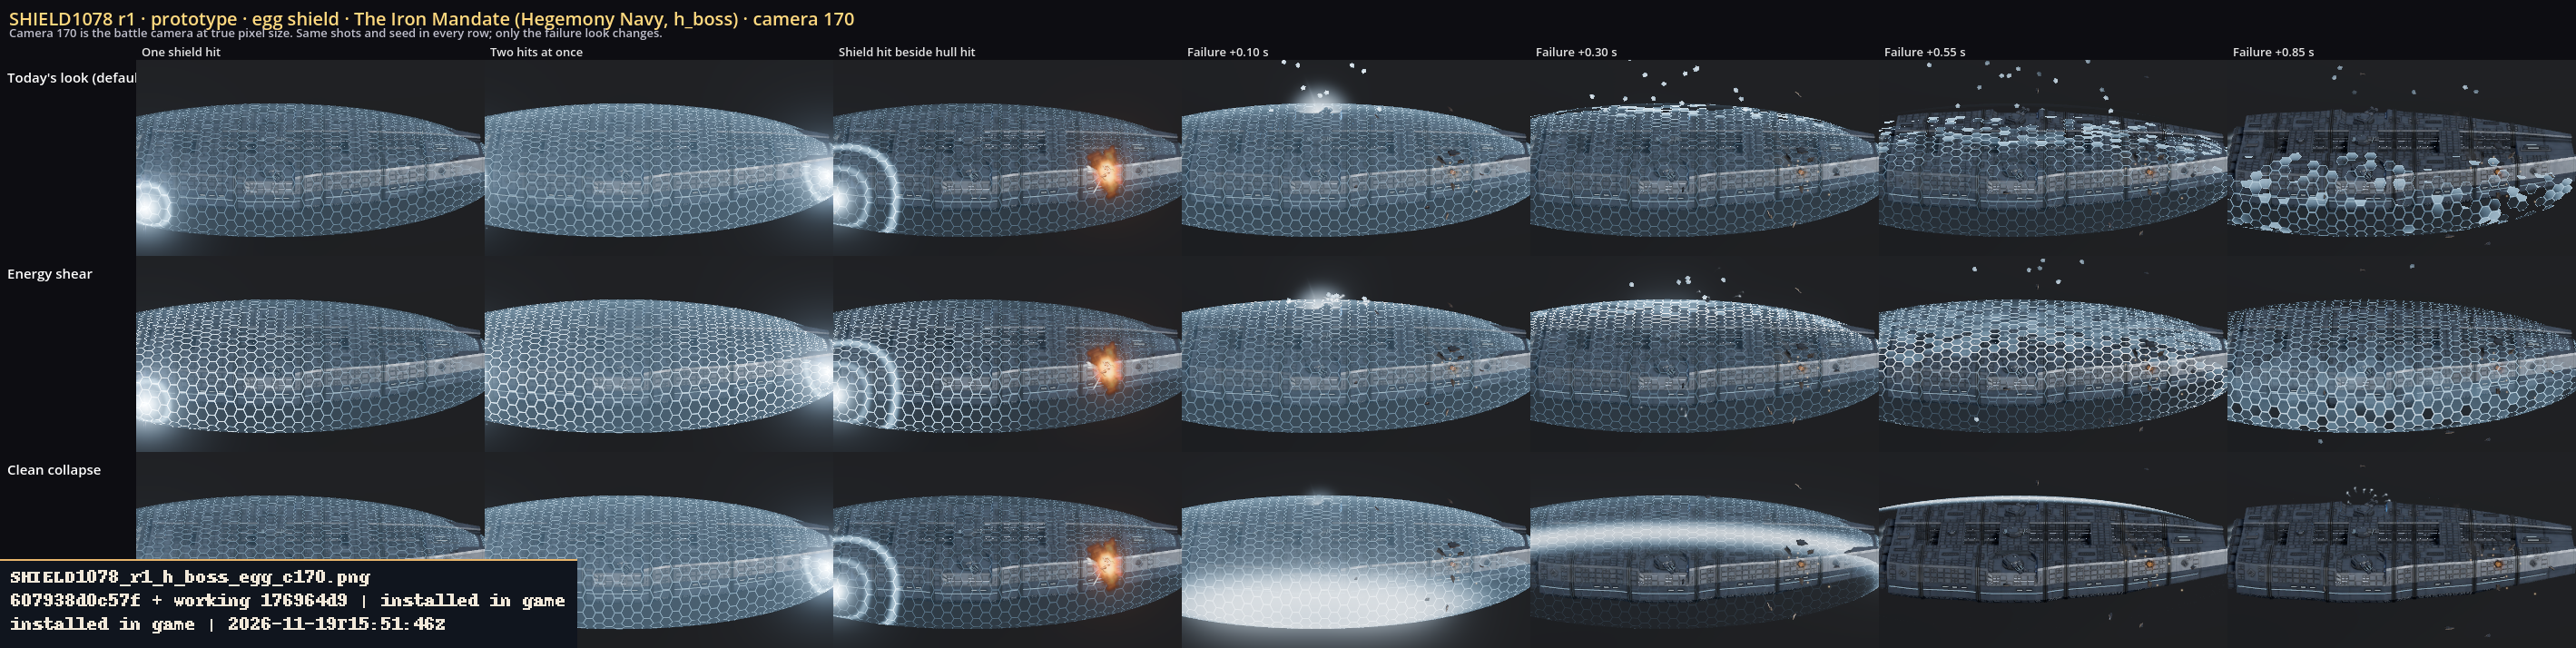 SHIELD1078 r1 · prototype · egg shield · The Iron Mandate (Hegemony Navy, h_boss) · camera 170
Camera 170 is the battle camera at true pixel size. Same shots and seed in every row; only the failure look changes.
One shield hit
Two hits at once
Shield hit beside hull hit
Failure +0.10 s
Failure +0.30 s
Failure +0.55 s
Failure +0.85 s
Today's look (defaul
Energy shear
Clean collapse
SHIELD1078_r1_h_boss_egg_c170.png
607938d0c57f + working 176964d9 | installed in game
installed in game | 2026-11-19T15:51:46Z